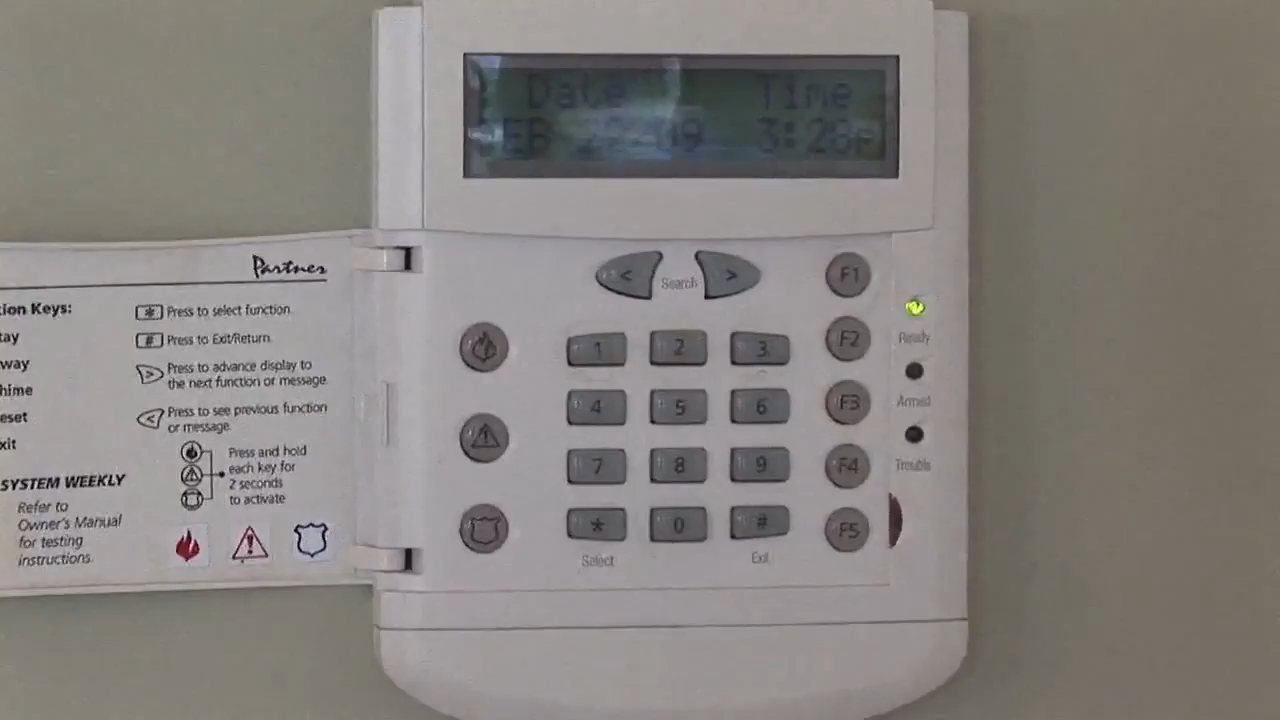 Date Time
3:28p
Partner
ion Keys:
tay
way
hime
eset
xit
* Press to select function.
# Press to Exit/Return.
> Press to advance display to
the next function or message.
< Press to see previous function
or message.
Press and hold
each key for
2 seconds
to activate
SYSTEM WEEKLY
Refer to
Owner's Manual
for testing
instructions.
< Search >
1 2 3
4 5 6
7 8 9
* 0 #
Select Exit
F1
F2
F3
F4
F5
Ready
Armed
Trouble